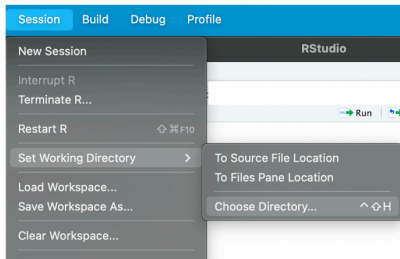 Session Build Debug Profile
New Session
RStudio
Interrupt R
Terminate R...
Run
Restart R ⇧⌘F10
Set Working Directory >
To Source File Location
To Files Pane Location
Load Workspace...
Save Workspace As...
Choose Directory... ^⇧H
Clear Workspace...